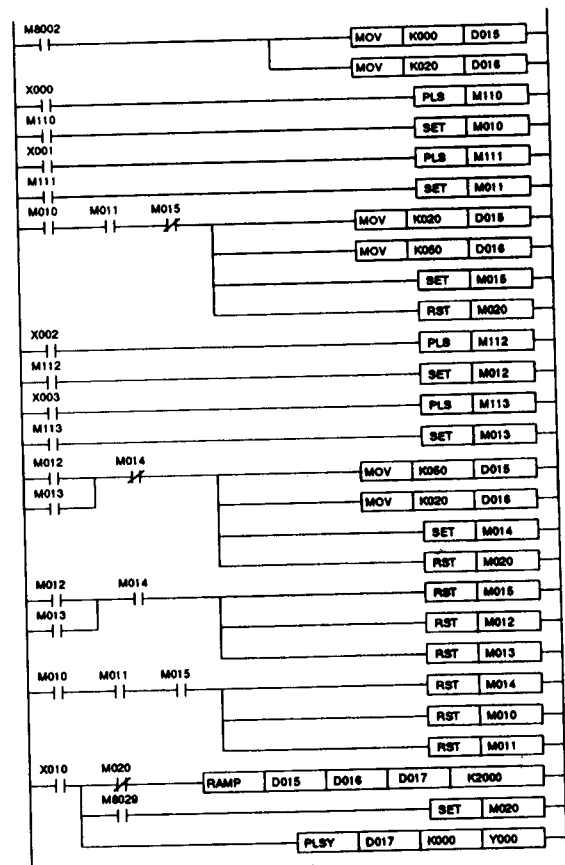 M8002
MOV K000 D015
MOV K020 D016
X000
PLS M110
M110
SET M010
X001
PLS M111
M111
SET M011
M010 M011 M015
MOV K020 D015
MOV K050 D016
SET M015
RST M020
X002
PLS M112
M112
SET M012
X003
PLS M113
M113
SET M013
M012 M014
MOV K050 D015
M013
MOV K020 D016
SET M014
RST M020
M012 M014
RST M015
M013
RST M012
RST M013
M010 M011 M015
RST M014
RST M010
RST M011
X010 M020
RAMP D015 D016 D017 K2000
M8029
SET M020
PLSY D017 K000 Y000